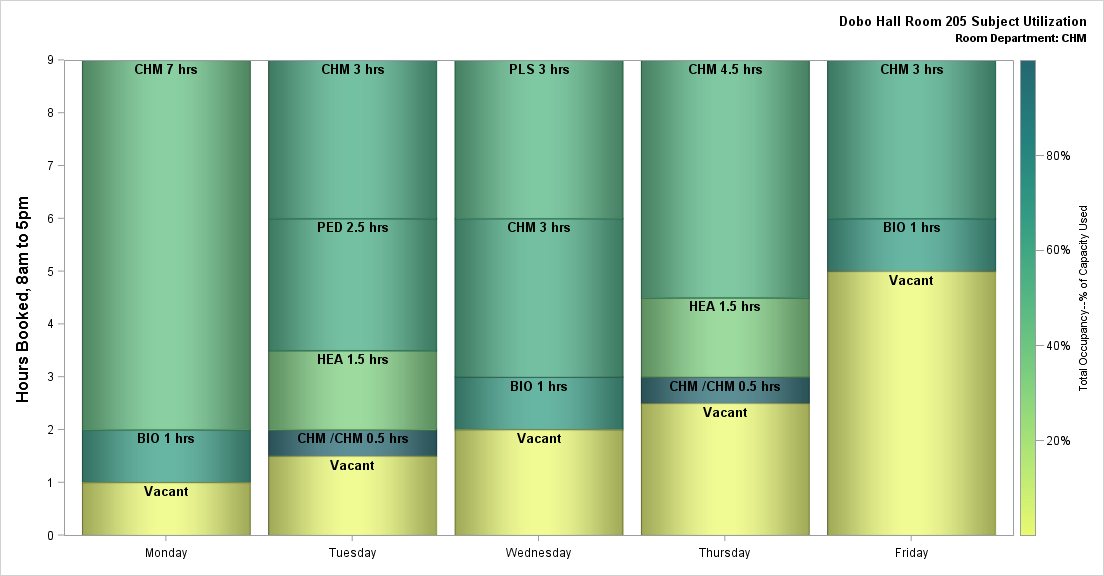 Dobo Hall Room 205 Subject Utilization
Room Department: CHM
Hours Booked, 8am to 5pm
9
8
7
6
5
4
3
2
1
0
CHM 7 hrs
BIO 1 hrs
Vacant
CHM 3 hrs
PED 2.5 hrs
HEA 1.5 hrs
CHM /CHM 0.5 hrs
Vacant
PLS 3 hrs
CHM 3 hrs
BIO 1 hrs
Vacant
CHM 4.5 hrs
HEA 1.5 hrs
CHM /CHM 0.5 hrs
Vacant
CHM 3 hrs
BIO 1 hrs
Vacant
Monday
Tuesday
Wednesday
Thursday
Friday
80%
60%
40%
20%
Total Occupancy--% of Capacity Used